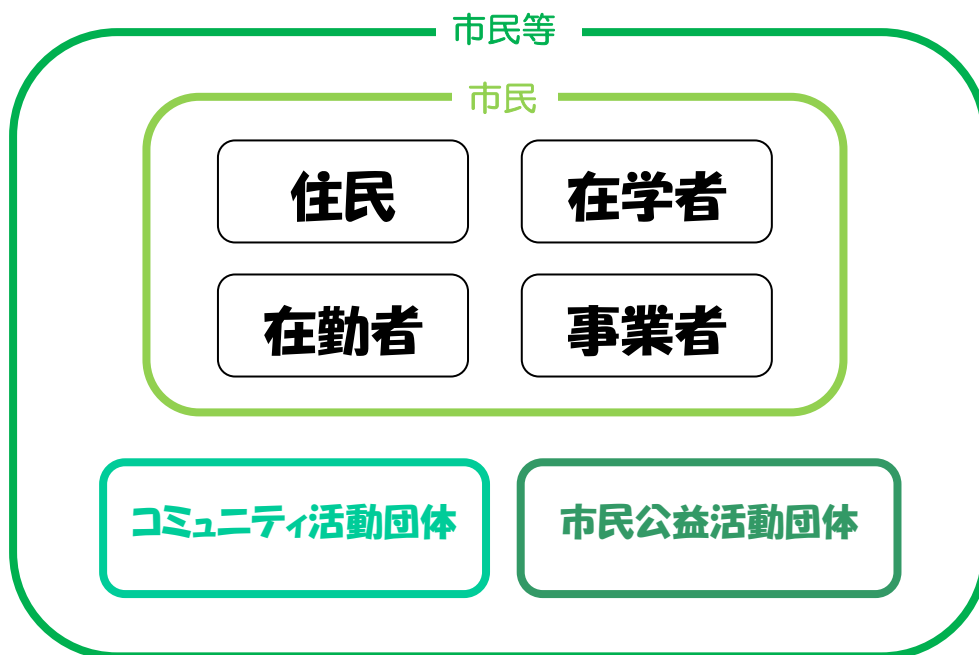 市民等
市民
住民
在学者
在勤者
事業者
コミュニティ活動団体
市民公益活動団体